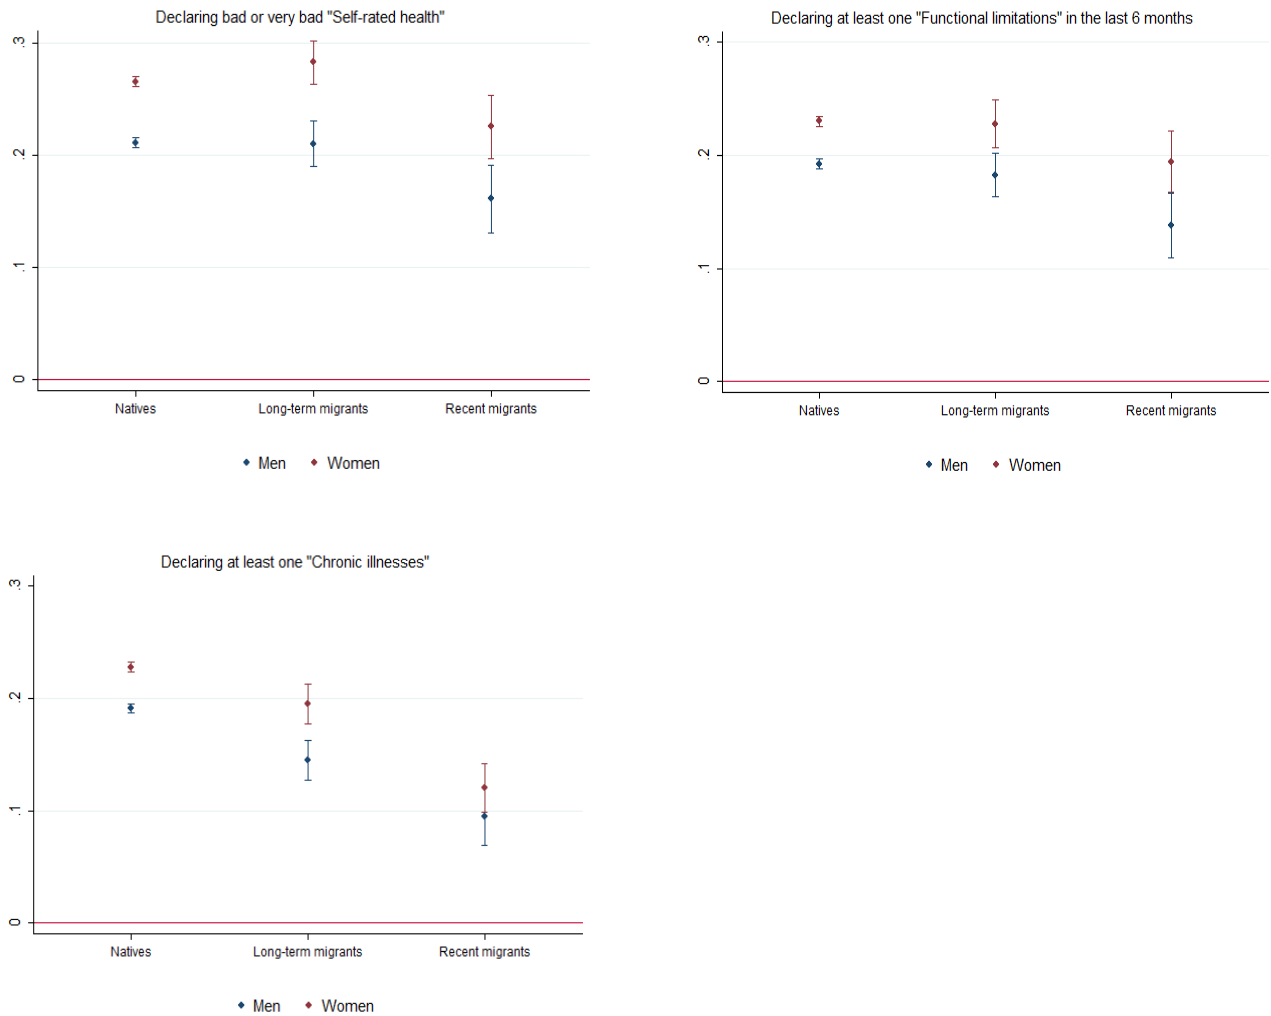 Declaring bad or very bad "Self-rated health"
.3
.2
.1
0
Natives Long-term migrants Recent migrants
Men Women
Declaring at least one "Functional limitations" in the last 6 months
.3
.2
.1
0
Natives Long-term migrants Recent migrants
Men Women
Declaring at least one "Chronic illnesses"
.3
.2
.1
0
Natives Long-term migrants Recent migrants
Men Women